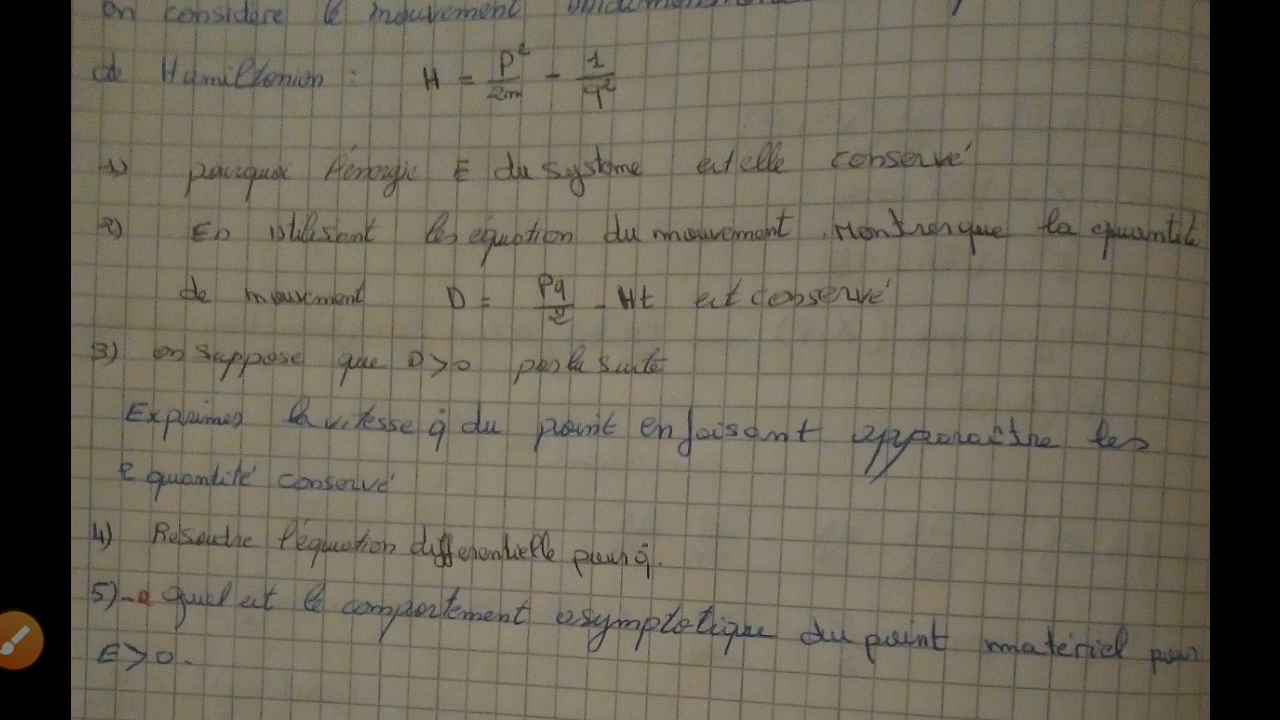 on considère le mouvement
de Hamiltonion : H = p²/2m - 1/q²
1) pourquoi l'énergie E du système est elle conservé
2) En utilisant les equation du mouvement. Montrer que la quantité
de mouvement D = pq/2 - Ht est conservé
3) on suppose que D>0 par la suite
Exprimer la vitesse q̇ du point en faisant apparaître les
2 quantité conservé
4) Resoudre l'équation differentielle pour q̇.
5)-a quel est le comportement asymptotique du point matériel pour
E>0.